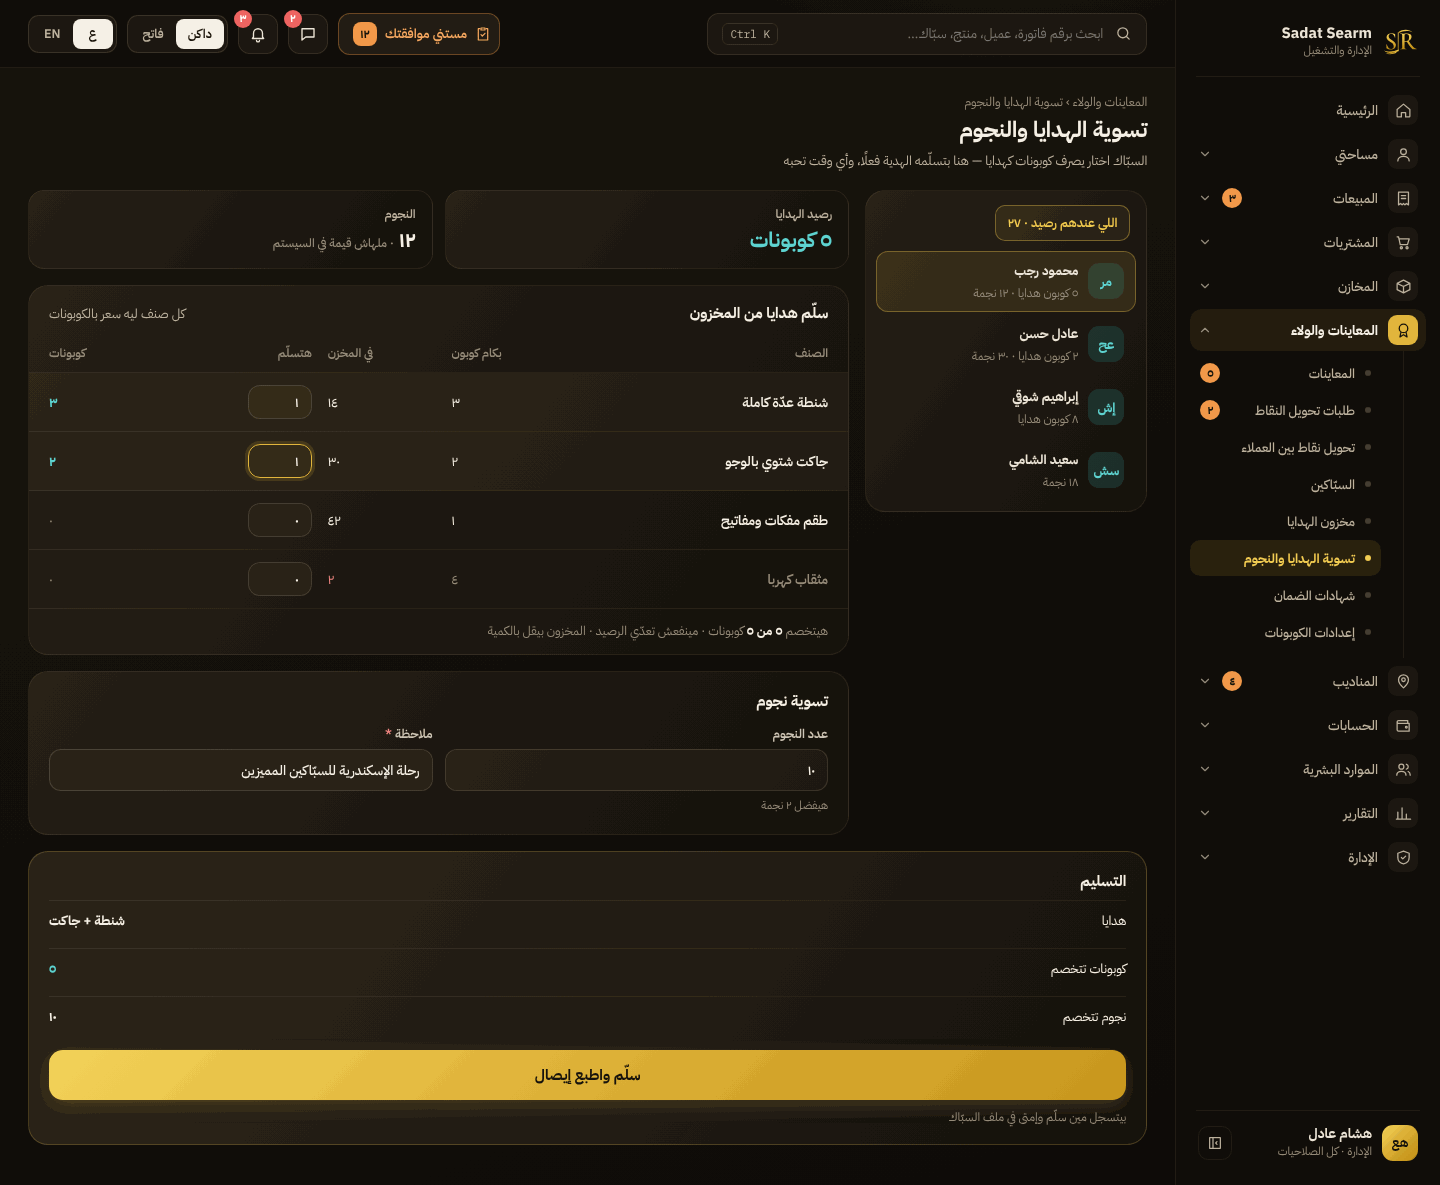 Sadat Searm
الإدارة والتشغيل
الرئيسية
مساحتي
المبيعات
٣
المشتريات
المخازن
المعاينات والولاء
المعاينات
٥
طلبات تحويل النقاط
٢
تحويل نقاط بين العملاء
السبّاكين
مخزون الهدايا
تسوية الهدايا والنجوم
شهادات الضمان
إعدادات الكوبونات
المناديب
٤
الحسابات
الموارد البشرية
التقارير
الإدارة
هع
هشام عادل
الإدارة · كل الصلاحيات
ابحث برقم فاتورة، عميل، منتج، سبّاك...
Ctrl K
مستني موافقتك
١٢
٢
٣
داكن
فاتح
ع
EN
المعاينات والولاء › تسوية الهدايا والنجوم
تسوية الهدايا والنجوم
السبّاك اختار يصرف كوبونات كهدايا — هنا بتسلّمه الهدية فعلًا، وأي وقت تحبه
اللي عندهم رصيد · ٢٧
مر
محمود رجب
٥ كوبون هدايا · ١٢ نجمة
عح
عادل حسن
٢ كوبون هدايا · ٣٠ نجمة
إش
إبراهيم شوقي
٨ كوبون هدايا
سش
سعيد الشامي
١٨ نجمة
رصيد الهدايا
٥ كوبونات
النجوم
١٢ · ملهاش قيمة في السيستم
سلّم هدايا من المخزون
كل صنف ليه سعر بالكوبونات
الصنف
بكام كوبون
في المخزن
هتسلّم
كوبونات
شنطة عدّة كاملة
٣
١٤
١
٣
جاكت شتوي بالوجو
٢
٣٠
١
٢
طقم مفكات ومفاتيح
١
٤٢
٠
٠
مثقاب كهربا
٤
٢
٠
٠
هيتخصم ٥ من ٥ كوبونات · مينفعش تعدّي الرصيد · المخزون بيقل بالكمية
تسوية نجوم
عدد النجوم
١٠
هيفضل ٢ نجمة
ملاحظة *
رحلة الإسكندرية للسبّاكين المميزين
التسليم
هدايا
شنطة + جاكت
كوبونات تتخصم
٥
نجوم تتخصم
١٠
سلّم واطبع إيصال
بيتسجل مين سلّم وإمتى في ملف السبّاك